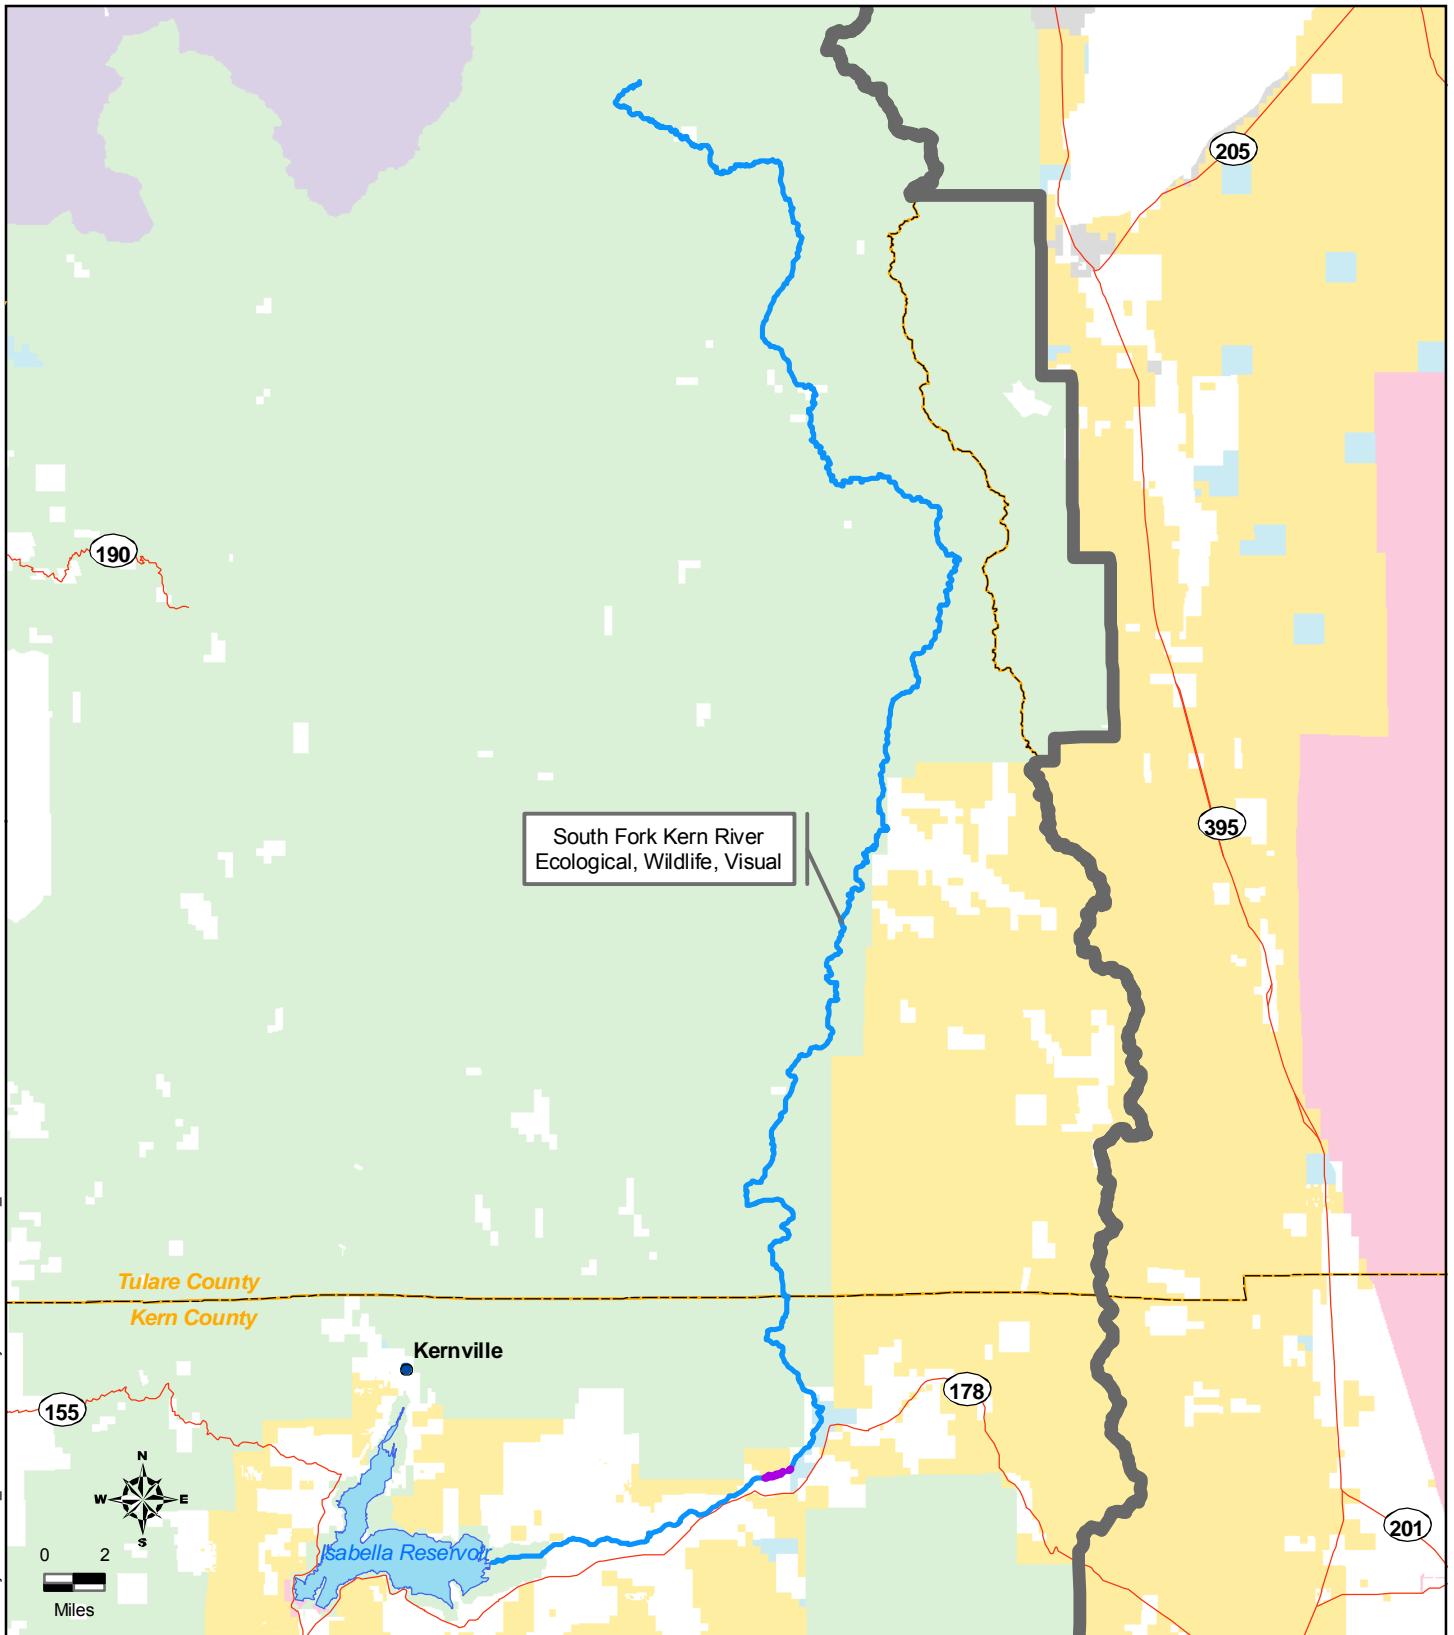 205
190
South Fork Kern River
Ecological, Wildlife, Visual
395
Tulare County
Kern County
Kernville
178
155
N
W E
S
201
0 2
Miles
Isabella Reservoir